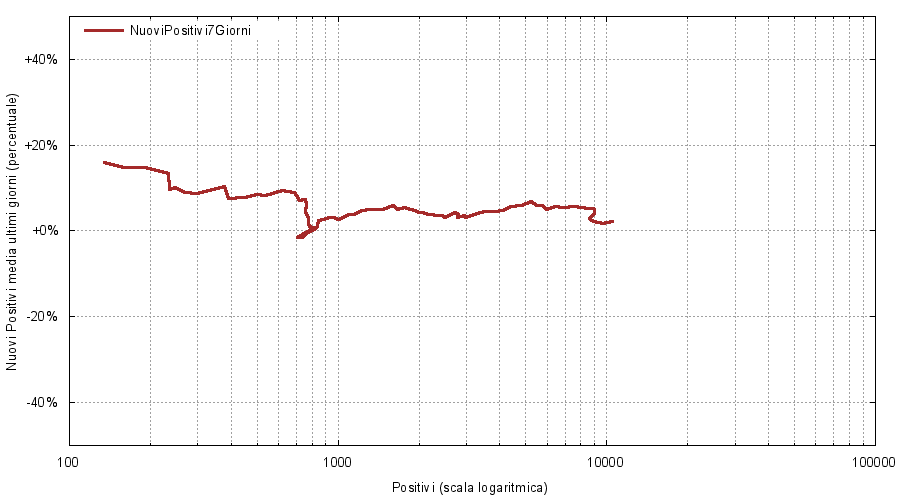 NuoviPositivi7Giorni
+40%
+20%
+0%
-20%
-40%
Nuovi Positivi media ultimi giorni (percentuale)
100 1000 10000 100000
Positivi (scala logaritmica)